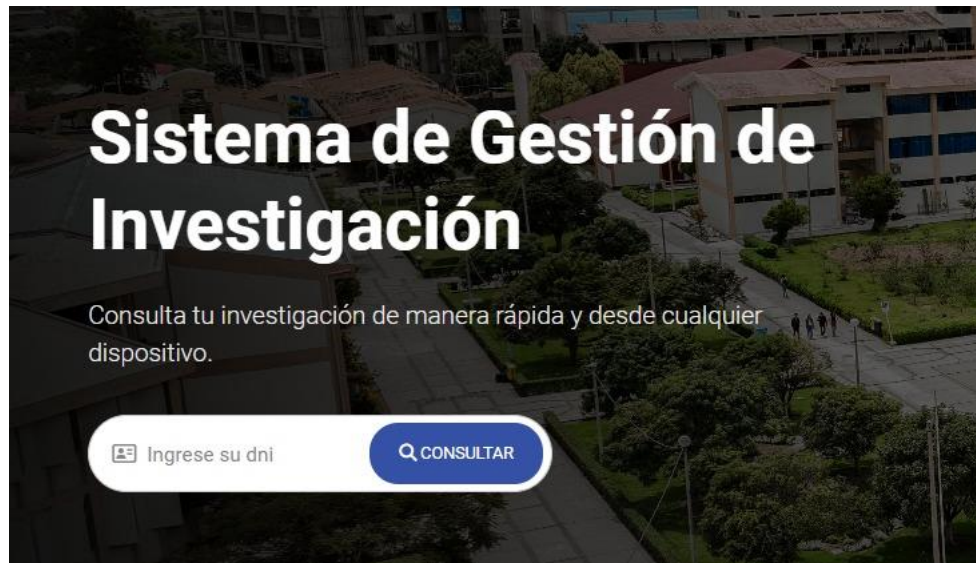 Sistema de Gestión de
Investigación
Consulta tu investigación de manera rápida y desde cualquier
dispositivo.
Ingrese su dni
CONSULTAR